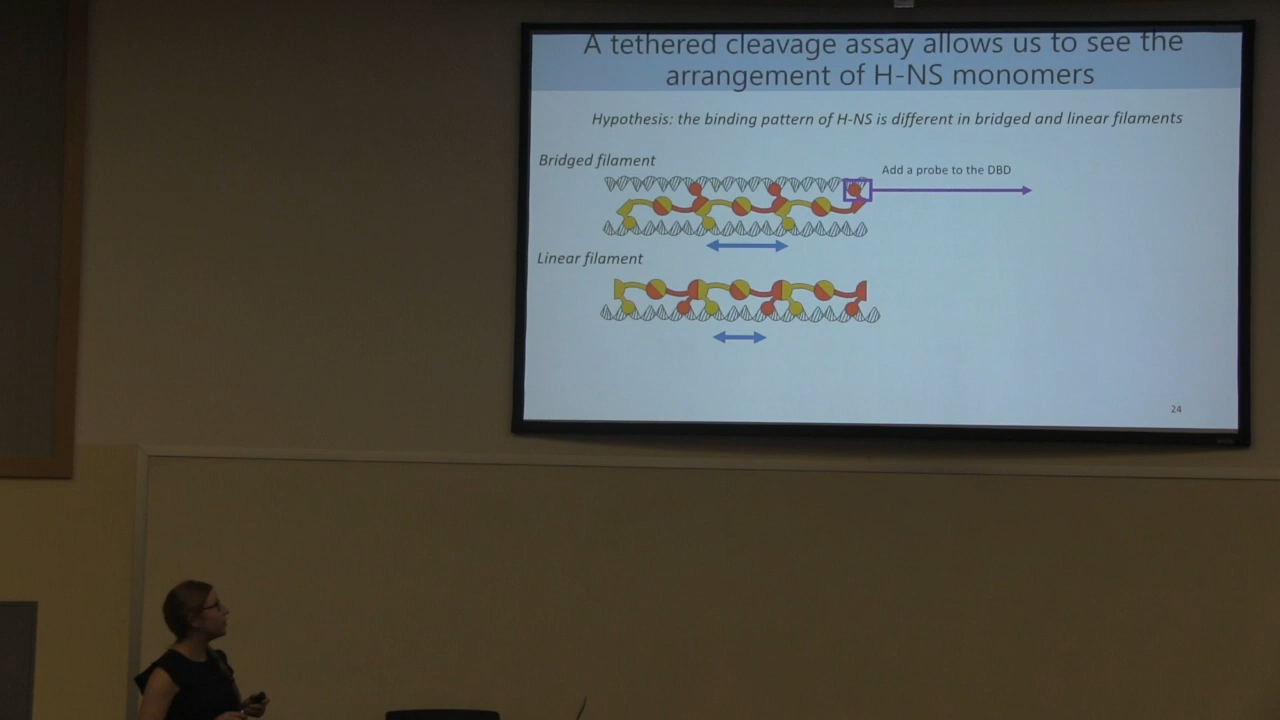 A tethered cleavage assay allows us to see the
arrangement of H-NS monomers
Hypothesis: the binding pattern of H-NS is different in bridged and linear filaments
Bridged filament
Add a probe to the DBD
Linear filament
24